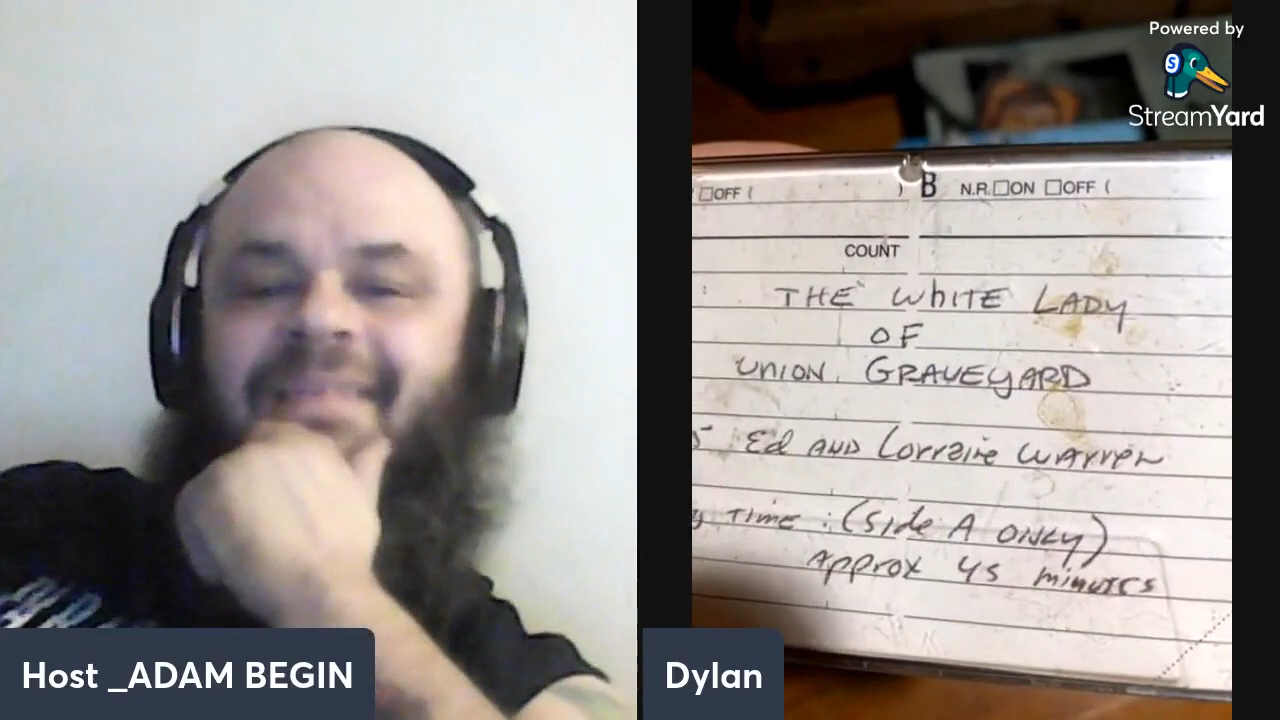 Powered by
S
StreamYard
□OFF ( ) B N.R.□ON □OFF (
COUNT
THE WHITE LADY
OF
UNION GRAVEYARD
Ed AND Lorraine WARREN
TIME : (Side A ONLY)
Approx 45 minutes
Host _ADAM BEGIN
Dylan